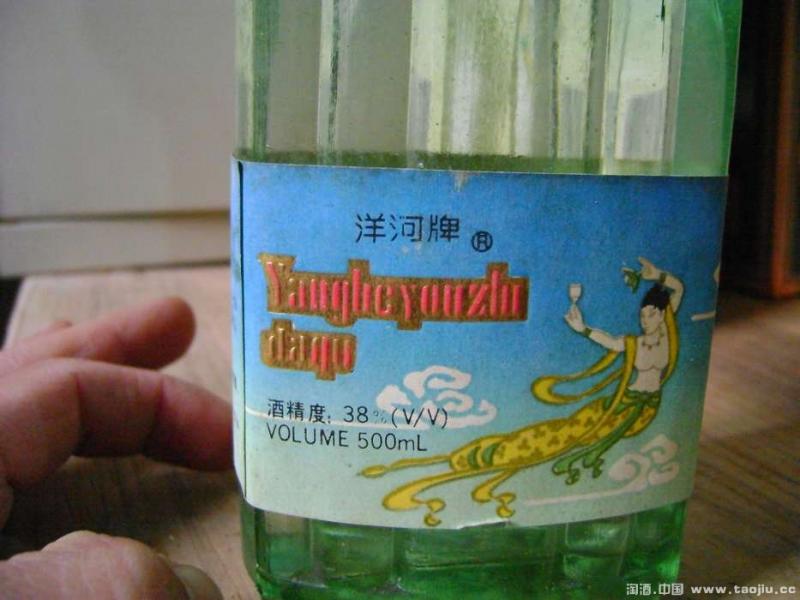 洋河牌 ®
Yangheyouzhi
daqu
酒精度: 38%(V/V)
VOLUME 500mL
淘酒.中国 www.taojiu.cc